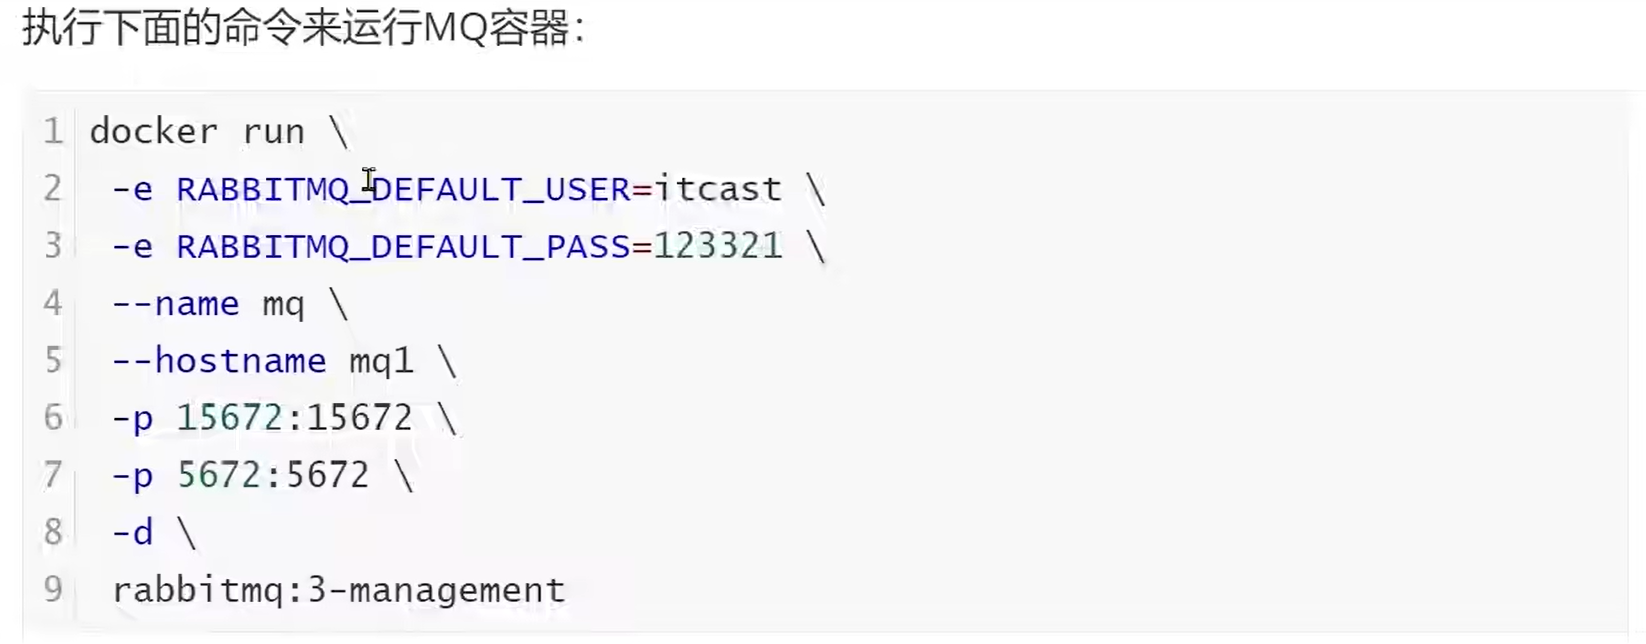 执行下面的命令来运行MQ容器：
1 docker run \
2 -e RABBITMQ_DEFAULT_USER=itcast \
3 -e RABBITMQ_DEFAULT_PASS=123321 \
4 --name mq \
5 --hostname mq1 \
6 -p 15672:15672 \
7 -p 5672:5672 \
8 -d \
9 rabbitmq:3-management